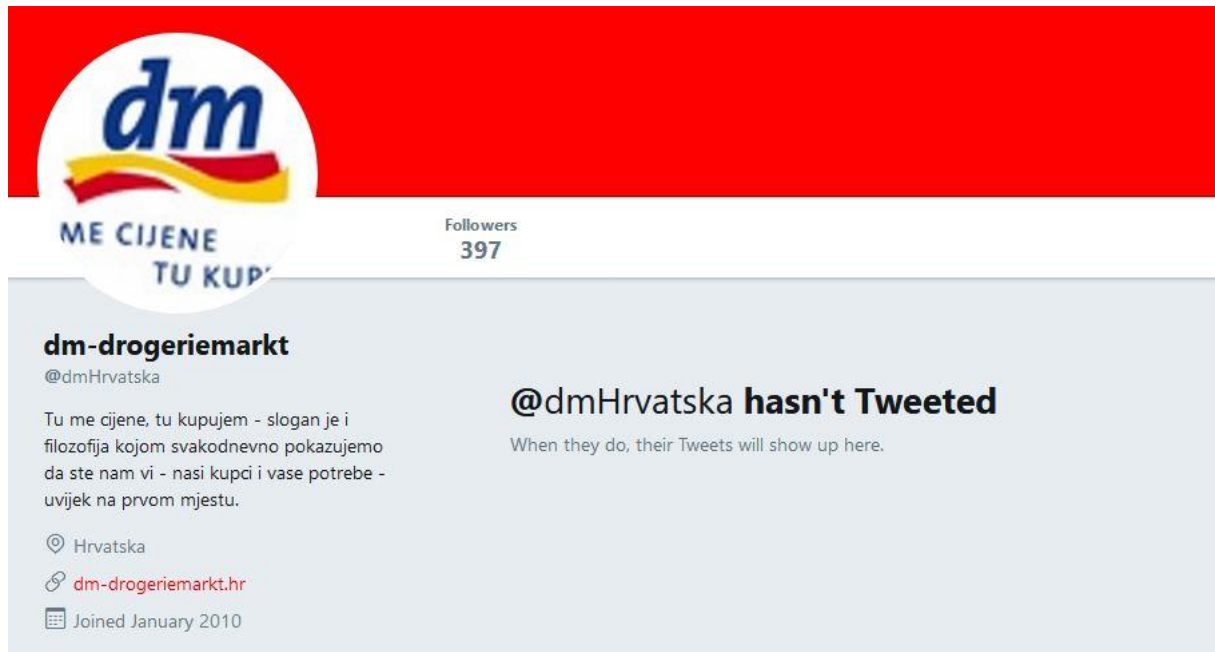 dm
ME CIJENE
TU KUP
Followers
397
dm-drogeriemarkt
@dmHrvatska
Tu me cijene, tu kupujem - slogan je i
filozofija kojom svakodnevno pokazujemo
da ste nam vi - nasi kupci i vase potrebe -
uvijek na prvom mjestu.
Hrvatska
dm-drogeriemarkt.hr
Joined January 2010
@dmHrvatska hasn't Tweeted
When they do, their Tweets will show up here.